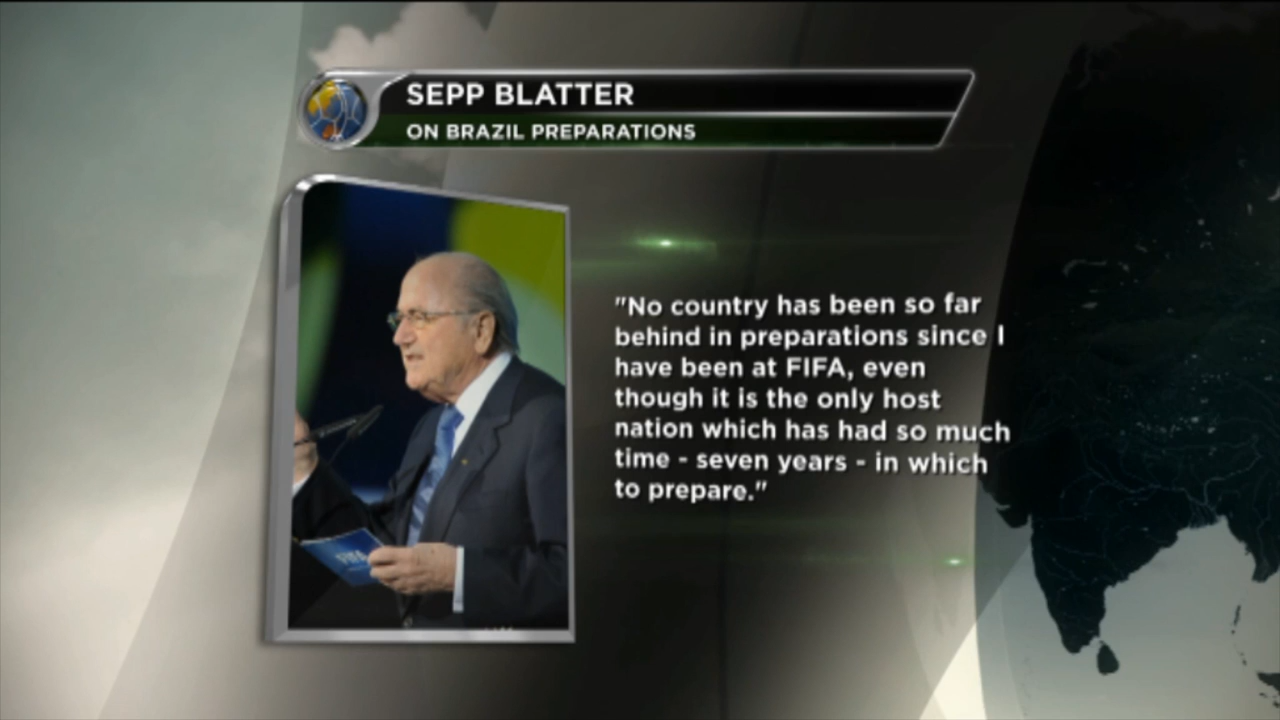 SEPP BLATTER
ON BRAZIL PREPARATIONS
"No country has been so far
behind in preparations since I
have been at FIFA, even
though it is the only host
nation which has had so much
time - seven years - in which
to prepare."
FIFA